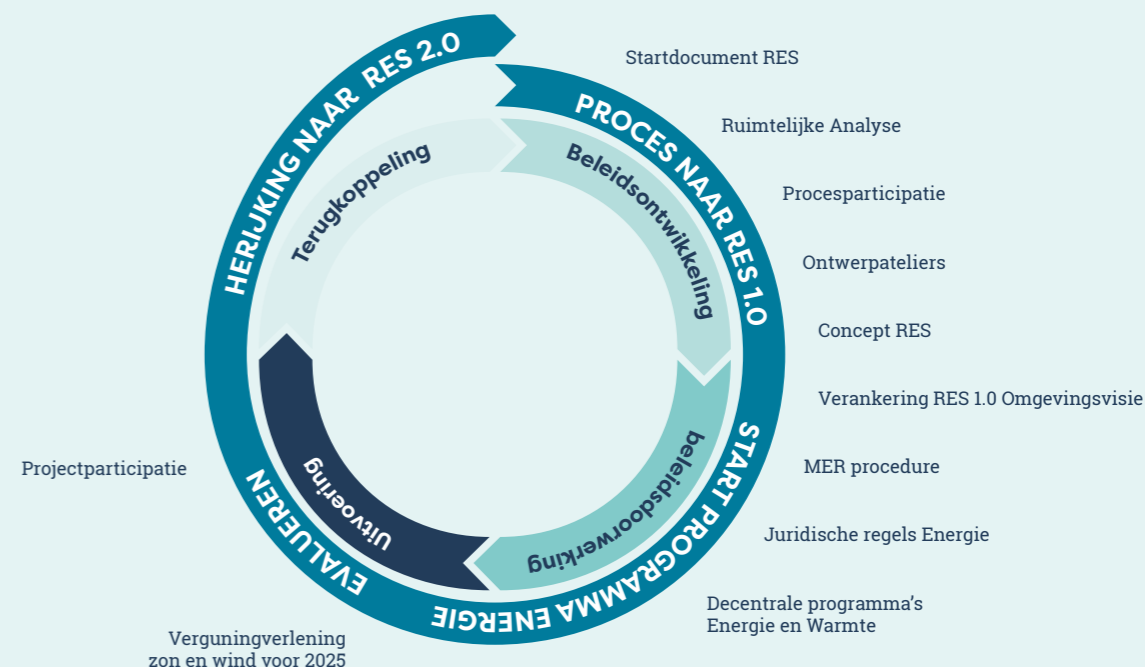 HERIJKING NAAR RES 2.0
PROCES NAAR RES 1.0
START PROGRAMMA ENERGIE
EVALUEREN
Terugkoppeling
Beleidsontwikkeling
beleidsdoorwerking
Uitvoering
Startdocument RES
Ruimtelijke Analyse
Procesparticipatie
Ontwerpateliers
Concept RES
Verankering RES 1.0 Omgevingsvisie
MER procedure
Juridische regels Energie
Decentrale programma's
Energie en Warmte
Projectparticipatie
Verguningverlening
zon en wind voor 2025